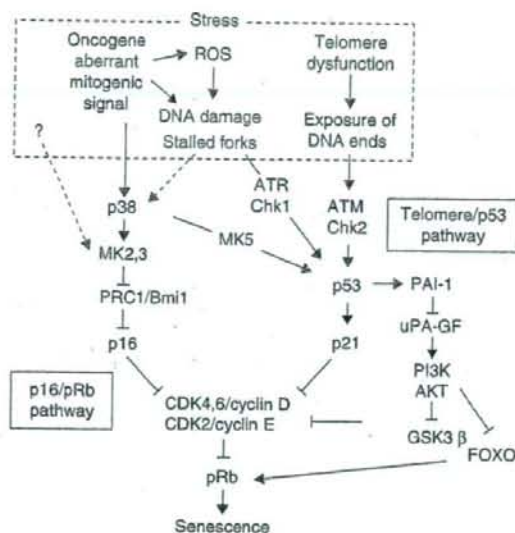 Stress
Oncogene
aberrant
mitogenic
signal
ROS
DNA damage
Stalled forks
Telomere
dysfunction
Exposure of
DNA ends
?
p38
ATR
Chk1
ATM
Chk2
Telomere/p53
pathway
MK2,3
MK5
p53
PAI-1
PRC1/Bmi1
uPA-GF
p16
p21
PI3K
AKT
p16/pRb
pathway
CDK4,6/cyclin D
CDK2/cyclin E
GSK3 β
FOXO
pRb
Senescence